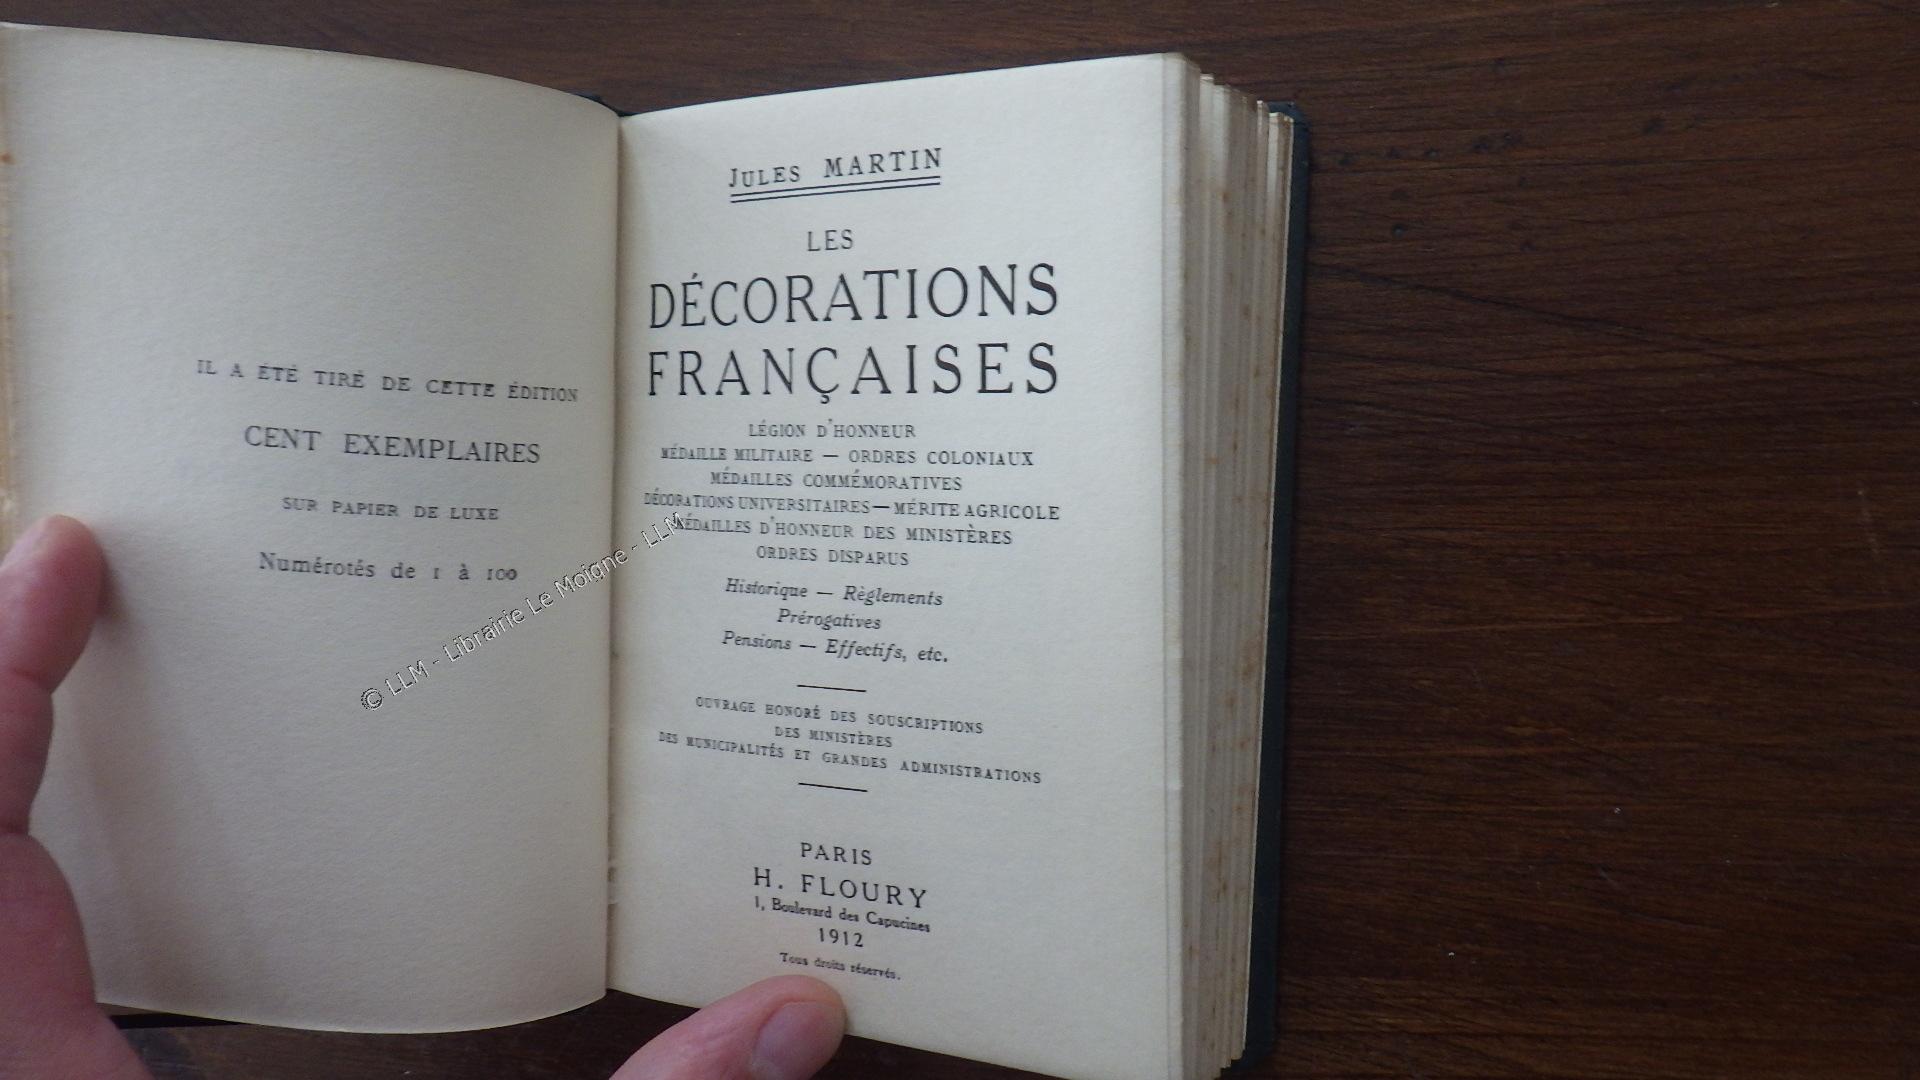 IL A ÉTÉ TIRÉ DE CETTE ÉDITION
CENT EXEMPLAIRES
SUR PAPIER DE LUXE
Numérotés de 1 à 100
JULES MARTIN
LES
DÉCORATIONS
FRANÇAISES
LÉGION D'HONNEUR
MÉDAILLE MILITAIRE — ORDRES COLONIAUX
MÉDAILLES COMMÉMORATIVES
DÉCORATIONS UNIVERSITAIRES — MÉRITE AGRICOLE
MÉDAILLES D'HONNEUR DES MINISTÈRES
ORDRES DISPARUS
Historique — Règlements
Prérogatives
Pensions — Effectifs, etc.
OUVRAGE HONORÉ DES SOUSCRIPTIONS
DES MINISTÈRES
DES MUNICIPALITÉS ET GRANDES ADMINISTRATIONS
PARIS
H. FLOURY
1, Boulevard des Capucines
1912
Tous droits réservés.
© LLM - Librairie Le Moigne - LLM